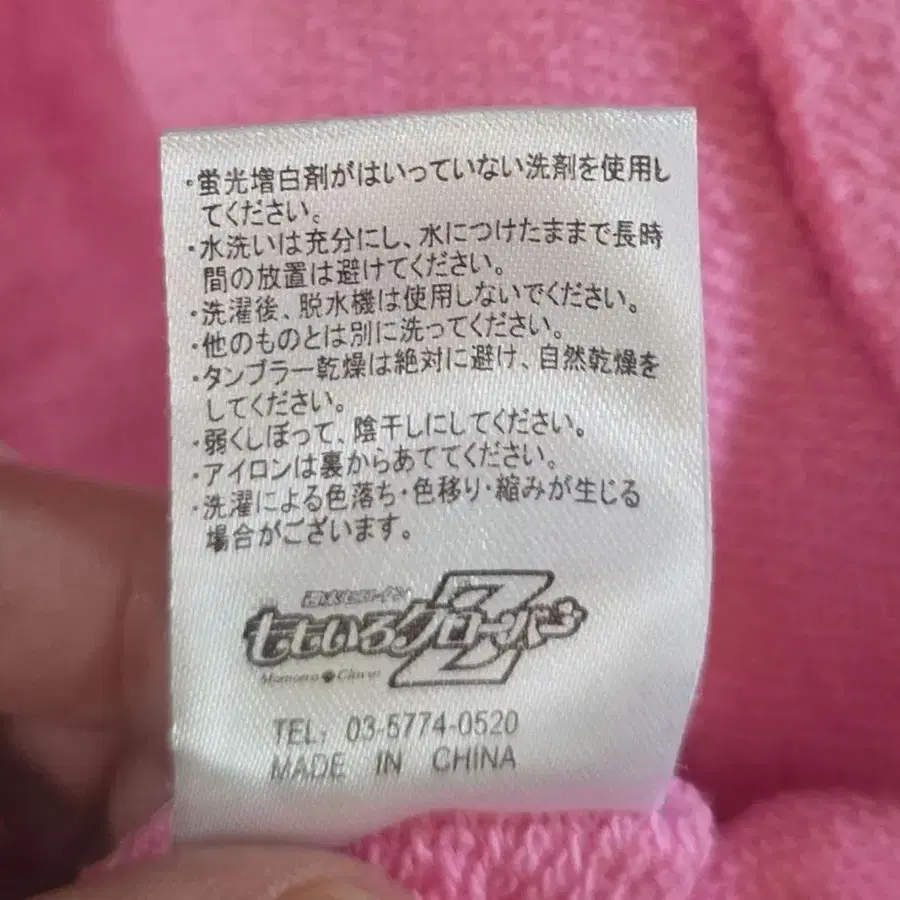 ・蛍光増白剤がはいっていない洗剤を使用し
てください。
・水洗いは充分にし、水につけたままで長時
間の放置は避けてください。
・洗濯後、脱水機は使用しないでください。
・他のものとは別に洗ってください。
・タンブラー乾燥は絶対に避け、自然乾燥を
してください。
・弱くしぼって、陰干しにしてください。
・アイロンは裏からあててください。
・洗濯による色落ち・色移り・縮みが生じる
場合がございます。
週末ヒロイン
ももいろクローバーZ
Momoiro Clover
TEL: 03-5774-0520
MADE IN CHINA